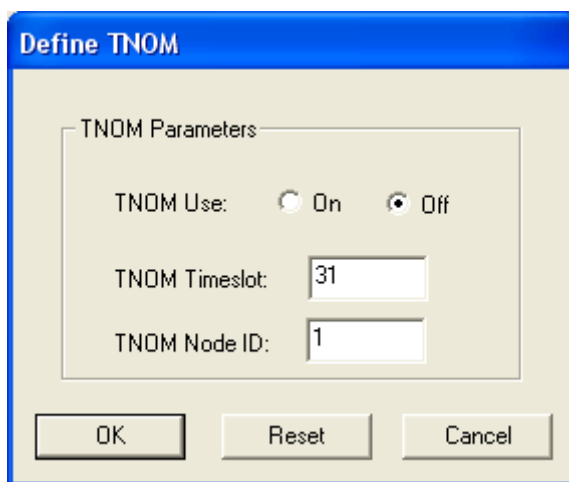 Define TNOM
TNOM Parameters
TNOM Use: On Off
TNOM Timeslot: 31
TNOM Node ID: 1
OK Reset Cancel